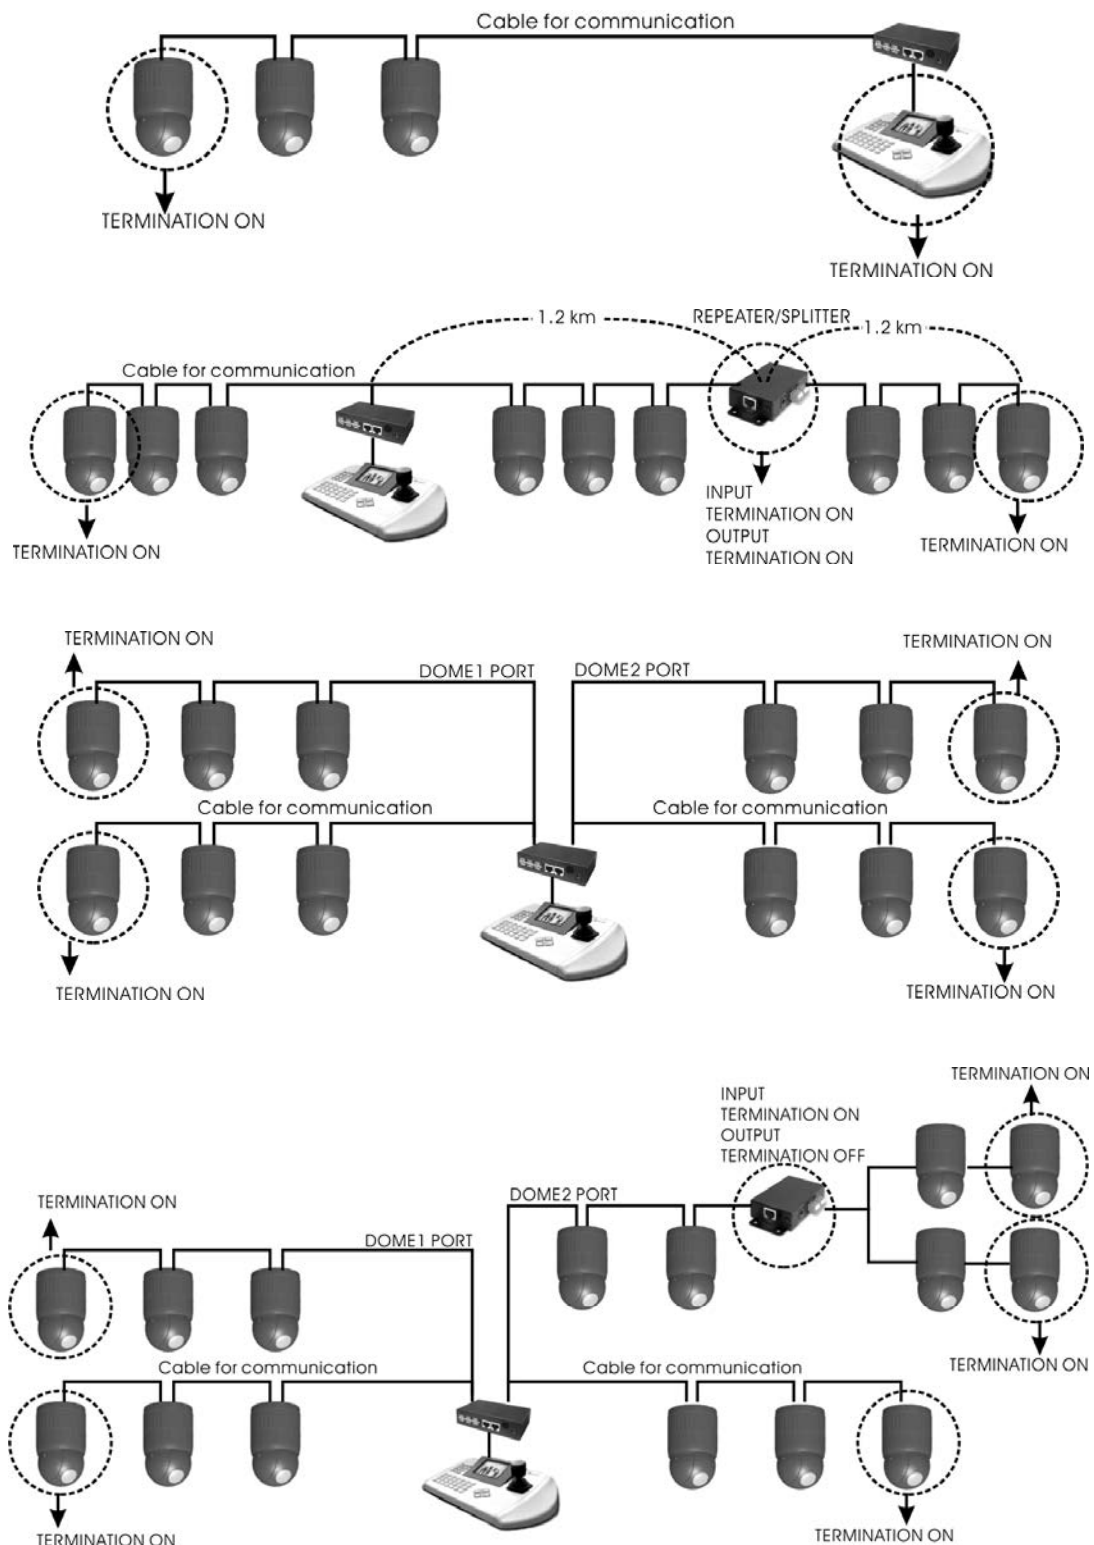 Cable for communication
TERMINATION ON
TERMINATION ON
1.2 km
REPEATER/SPLITTER
1.2 km
Cable for communication
INPUT
TERMINATION ON
OUTPUT
TERMINATION ON
TERMINATION ON
TERMINATION ON
TERMINATION ON
TERMINATION ON
DOME1 PORT
DOME2 PORT
Cable for communication
Cable for communication
TERMINATION ON
TERMINATION ON
TERMINATION ON
INPUT
TERMINATION ON
OUTPUT
TERMINATION OFF
TERMINATION ON
DOME2 PORT
DOME1 PORT
Cable for communication
Cable for communication
TERMINATION ON
TERMINATION ON
TERMINATION ON